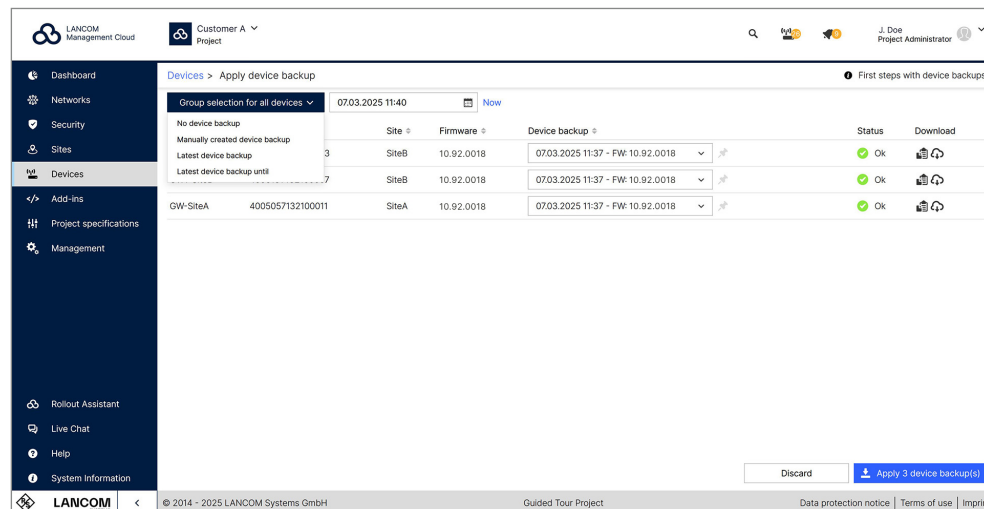 LANCOM
Management Cloud
Customer A
Project
J. Doe
Project Administrator
Dashboard
Networks
Security
Sites
Devices
Add-ins
Project specifications
Management
Rollout Assistant
Live Chat
Help
System Information
LANCOM
Devices > Apply device backup
First steps with device backups
Group selection for all devices
07.03.2025 11:40
Now
No device backup
Manually created device backup
Latest device backup
Latest device backup until
Site Firmware Device backup Status Download
3 SiteB 10.92.0018 07.03.2025 11:37 - FW: 10.92.0018 Ok
7 SiteB 10.92.0018 07.03.2025 11:37 - FW: 10.92.0018 Ok
GW-SiteA 4005057132100011 SiteA 10.92.0018 07.03.2025 11:37 - FW: 10.92.0018 Ok
Discard
Apply 3 device backup(s)
© 2014 - 2025 LANCOM Systems GmbH
Guided Tour Project
Data protection notice | Terms of use |